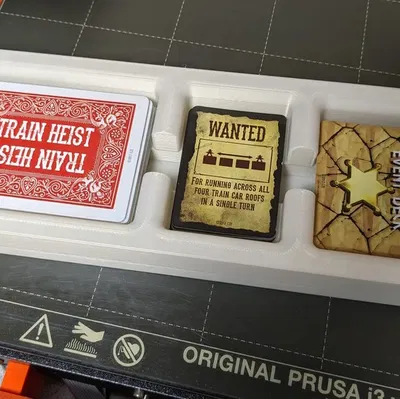 TRAIN HEIST
TRAIN HEIS
WANTED
FOR RUNNING ACROSS ALL
FOUR TRAIN CAR ROOFS
IN A SINGLE TURN
EVENT DECK
ORIGINAL PRUSA i3